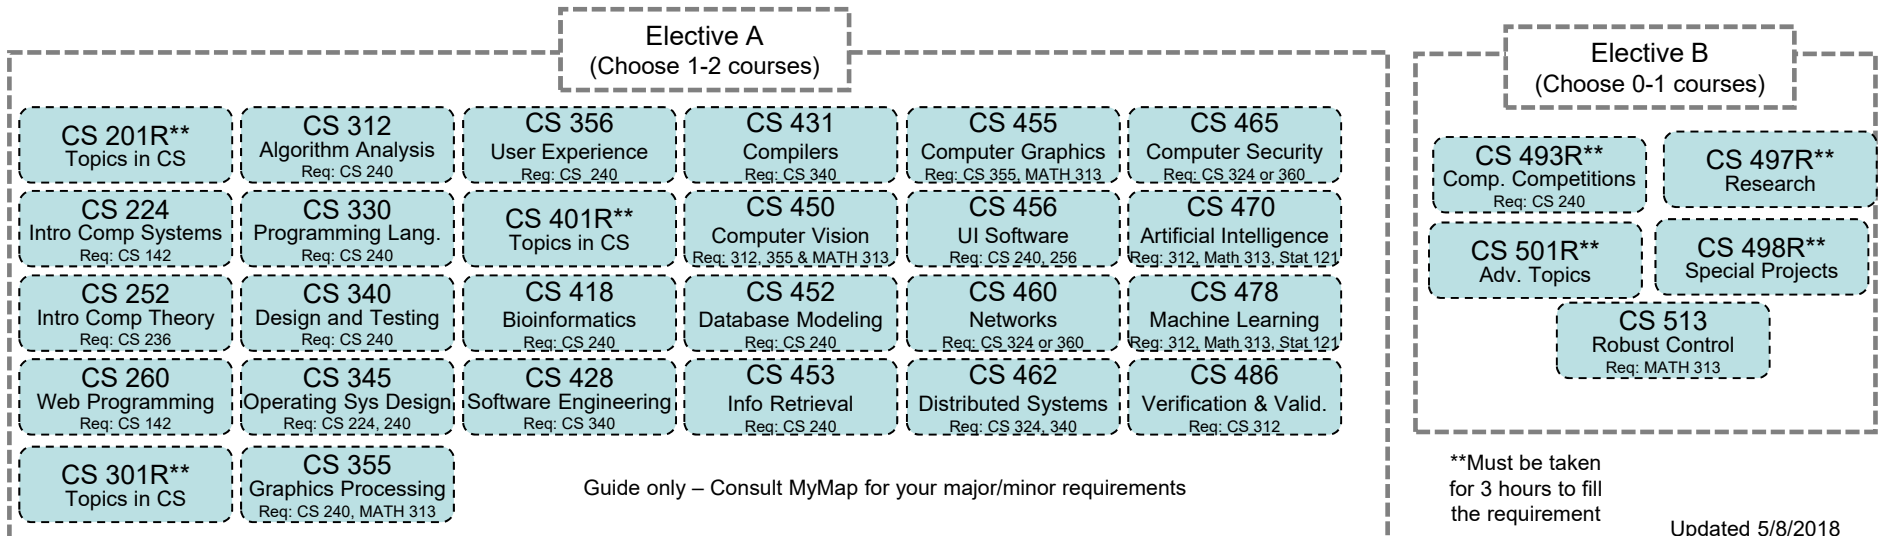 Elective A
(Choose 1-2 courses)
CS 201R**
Topics in CS
CS 224
Intro Comp Systems
Req: CS 142
CS 252
Intro Comp Theory
Req: CS 236
CS 260
Web Programming
Req: CS 142
CS 301R**
Topics in CS
CS 312
Algorithm Analysis
Req: CS 240
CS 330
Programming Lang.
Req: CS 240
CS 340
Design and Testing
Req: CS 240
CS 345
Operating Sys Design
Req: CS 224, 240
CS 355
Graphics Processing
Req: CS 240, MATH 313
CS 356
User Experience
Req: CS  240
CS 401R**
Topics in CS
CS 418
Bioinformatics
Req: CS 240
CS 428
Software Engineering
Req: CS 340
CS 431
Compilers
Req: CS 340
CS 450
Computer Vision
Req: 312, 355 & MATH 313
CS 452
Database Modeling
Req: CS 240
CS 453
Info Retrieval
Req: CS 240
CS 455
Computer Graphics
Req: CS 355, MATH 313
CS 456
UI Software
Req: CS 240, 256
CS 460
Networks
Req: CS 324 or 360
CS 462
Distributed Systems
Req: CS 324, 340
CS 465
Computer Security
Req: CS 324 or 360
CS 470
Artificial Intelligence
Req: 312, Math 313, Stat 121
CS 478
Machine Learning
Req: 312, Math 313, Stat 121
CS 486
Verification & Valid.
Req: CS 312
Guide only – Consult MyMap for your major/minor requirements
Elective B
(Choose 0-1 courses)
CS 493R**
Comp. Competitions
Req: CS 240
CS 497R**
Research
CS 501R**
Adv. Topics
CS 498R**
Special Projects
CS 513
Robust Control
Req: MATH 313
**Must be taken
for 3 hours to fill
the requirement
Updated 5/8/2018